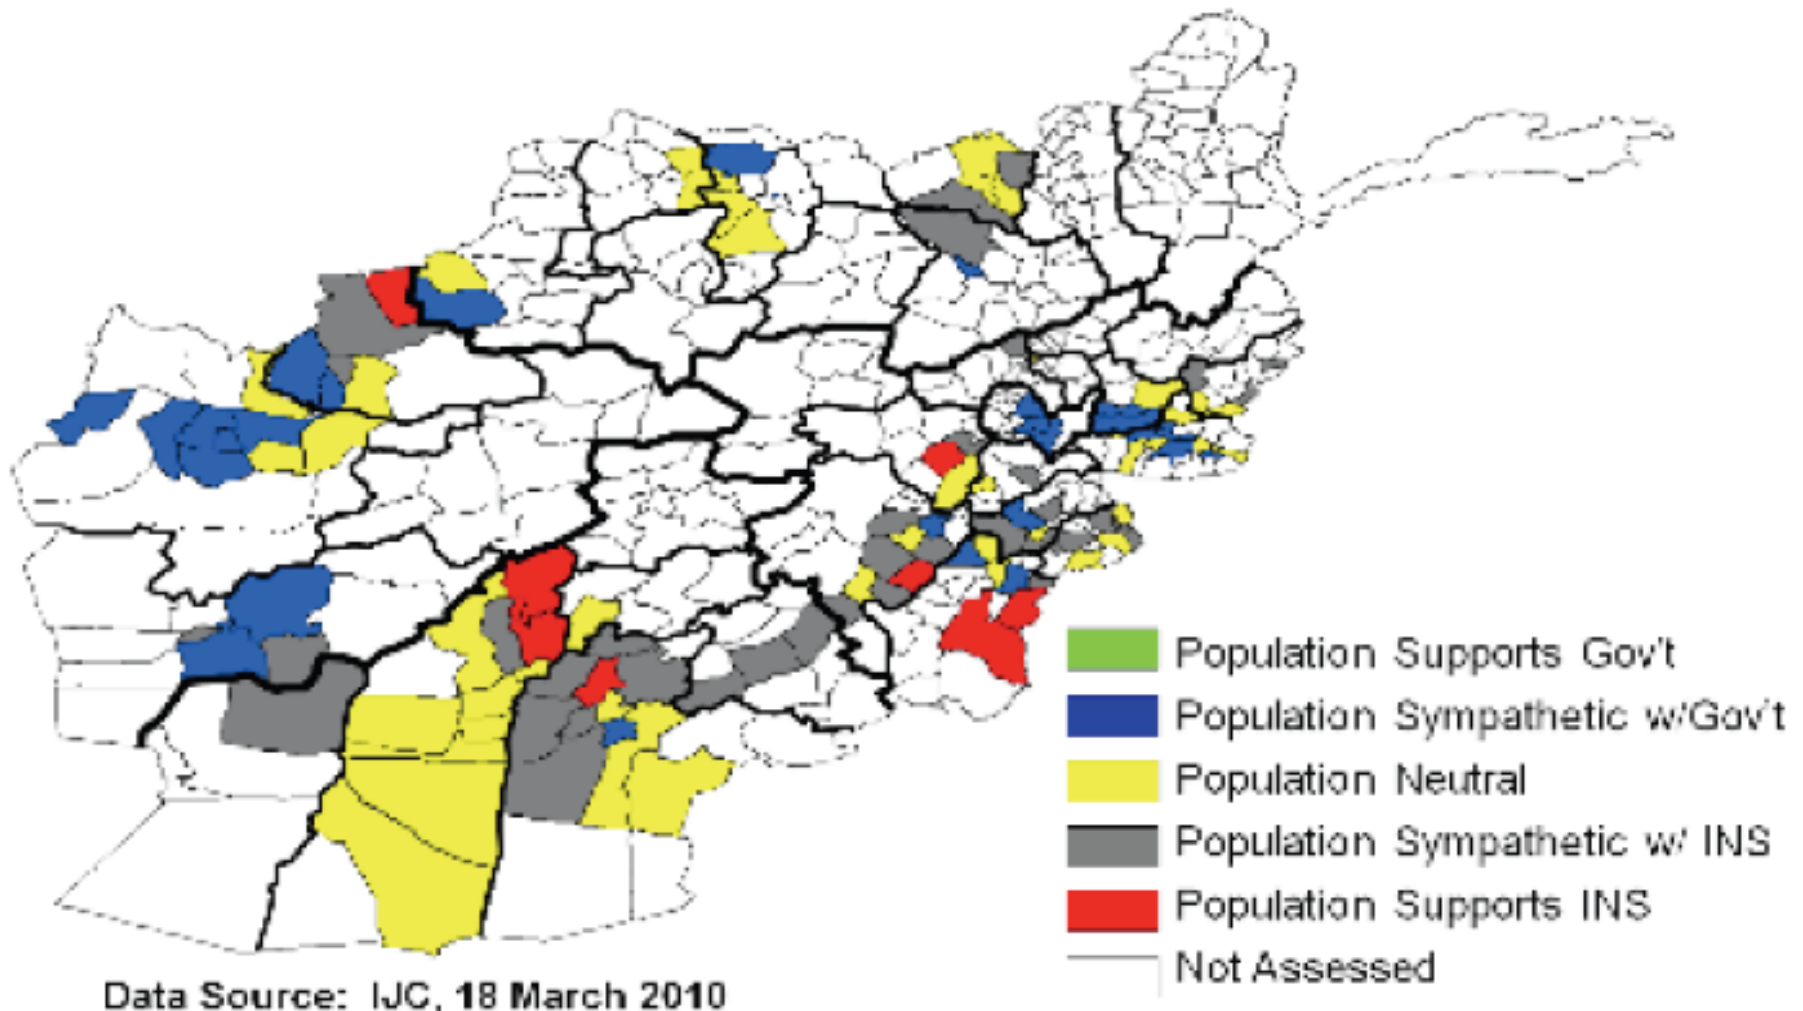 Population Supports Gov't
Population Sympathetic w/Gov't
Population Neutral
Population Sympathetic w/ INS
Population Supports INS
Not Assessed
Data Source: IJC, 18 March 2010